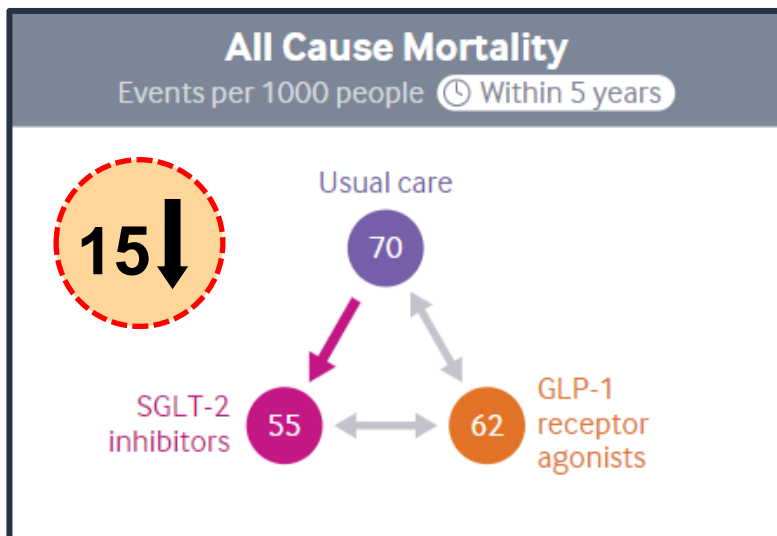 All Cause Mortality
Events per 1000 people Within 5 years
15
Usual care
70
SGLT-2
inhibitors
55
62
GLP-1
receptor
agonists